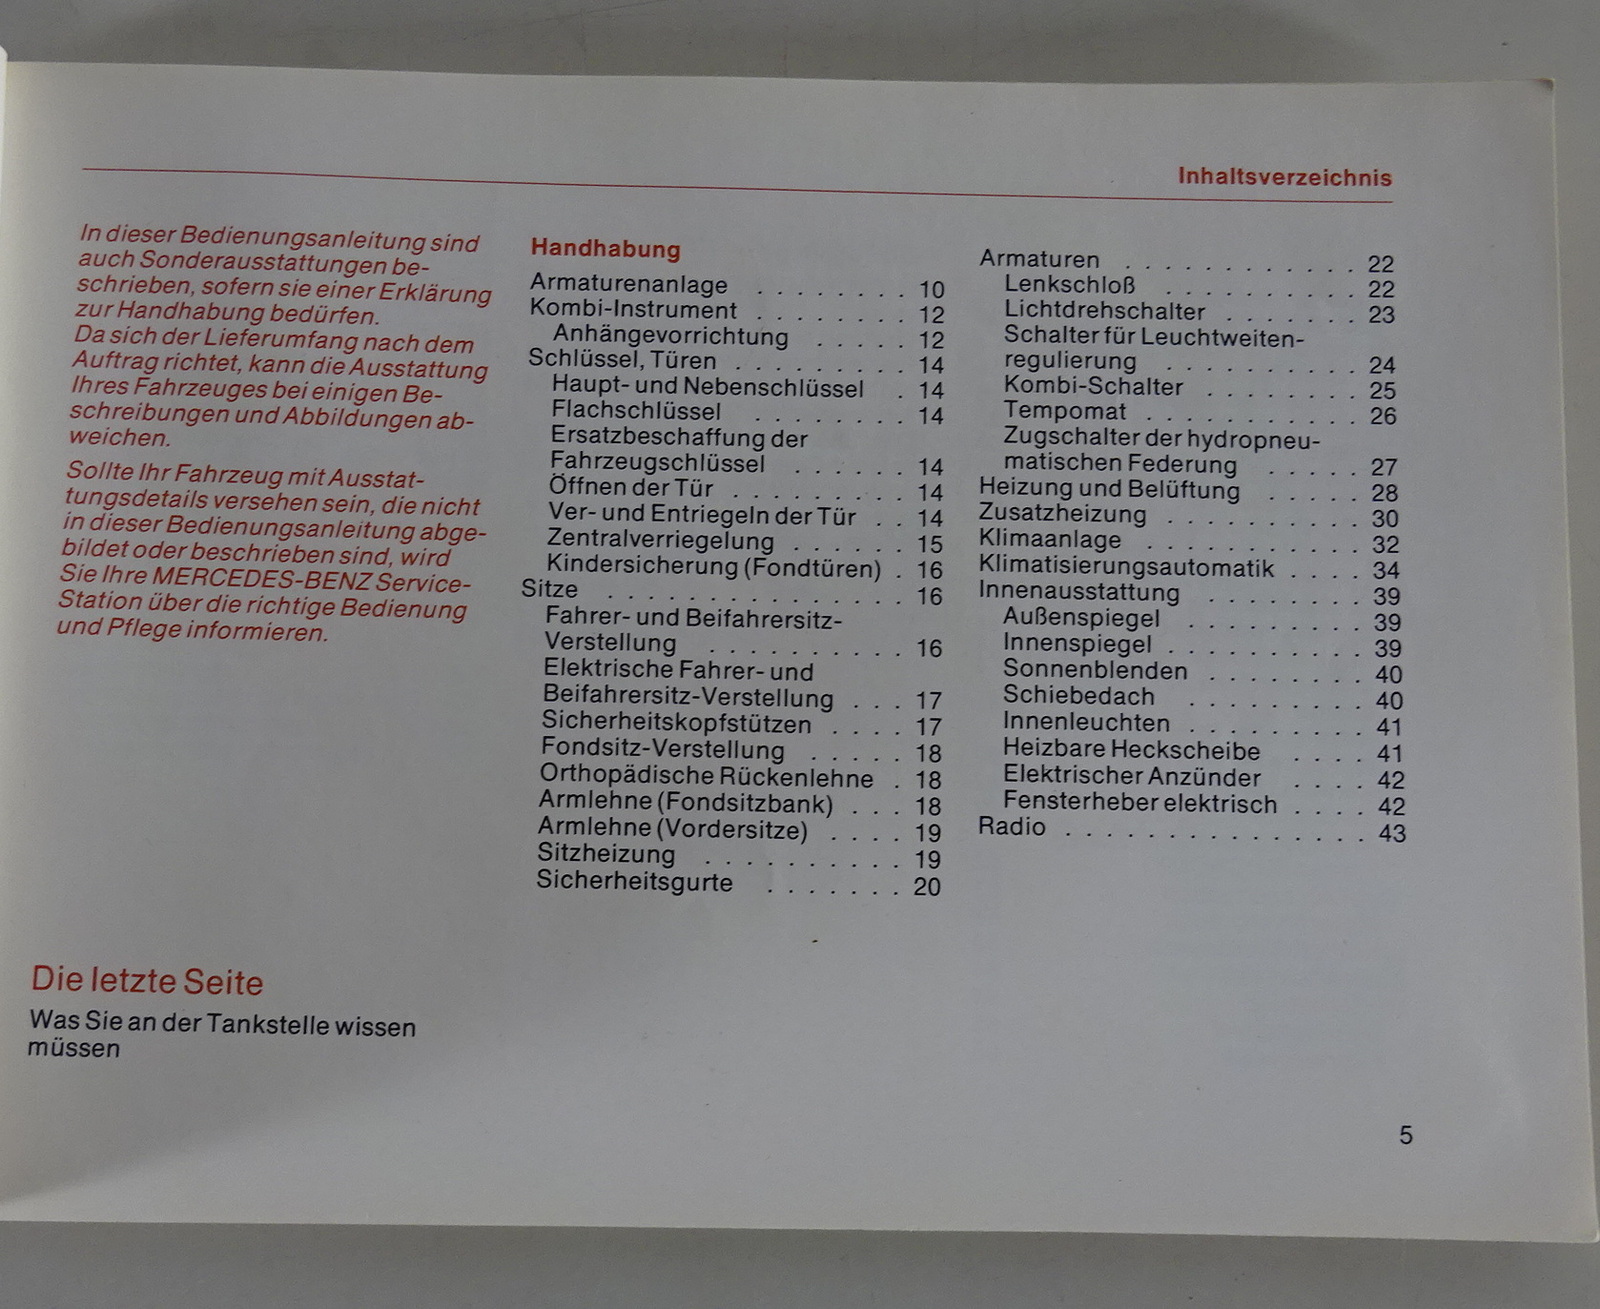 Inhaltsverzeichnis
In dieser Bedienungsanleitung sind
auch Sonderausstattungen be-
schrieben, sofern sie einer Erklärung
zur Handhabung bedürfen.
Da sich der Lieferumfang nach dem
Auftrag richtet, kann die Ausstattung
Ihres Fahrzeuges bei einigen Be-
schreibungen und Abbildungen ab-
weichen.
Sollte Ihr Fahrzeug mit Ausstat-
tungsdetails versehen sein, die nicht
in dieser Bedienungsanleitung abge-
bildet oder beschrieben sind, wird
Sie Ihre MERCEDES-BENZ Service-
Station über die richtige Bedienung
und Pflege informieren.
Die letzte Seite
Was Sie an der Tankstelle wissen
müssen
Handhabung
Armaturenanlage . . . . . . . . 10
Kombi-Instrument . . . . . . . . 12
Anhängevorrichtung . . . . . 12
Schlüssel, Türen . . . . . . . . . 14
Haupt- und Nebenschlüssel . 14
Flachschlüssel . . . . . . . . 14
Ersatzbeschaffung der
Fahrzeugschlüssel . . . . . . 14
Öffnen der Tür . . . . . . . . . 14
Ver- und Entriegeln der Tür . . 14
Zentralverriegelung . . . . . . 15
Kindersicherung (Fondtüren) . 16
Sitze . . . . . . . . . . . . . . . 16
Fahrer- und Beifahrersitz-
Verstellung . . . . . . . . . . 16
Elektrische Fahrer- und
Beifahrersitz-Verstellung . . . 17
Sicherheitskopfstützen . . . . 17
Fondsitz-Verstellung . . . . . 18
Orthopädische Rückenlehne . 18
Armlehne (Fondsitzbank) . . . 18
Armlehne (Vordersitze) . . . . 19
Sitzheizung . . . . . . . . . . 19
Sicherheitsgurte . . . . . . . 20
Armaturen . . . . . . . . . . . . 22
Lenkschloß . . . . . . . . . . 22
Lichtdrehschalter . . . . . . . 23
Schalter für Leuchtweiten-
regulierung . . . . . . . . . . 24
Kombi-Schalter . . . . . . . . 25
Tempomat . . . . . . . . . . . 26
Zugschalter der hydropneu-
matischen Federung . . . . . 27
Heizung und Belüftung . . . . . 28
Zusatzheizung . . . . . . . . . . 30
Klimaanlage . . . . . . . . . . . 32
Klimatisierungsautomatik . . . . 34
Innenausstattung . . . . . . . . 39
Außenspiegel . . . . . . . . . 39
Innenspiegel . . . . . . . . . . 39
Sonnenblenden . . . . . . . . 40
Schiebedach . . . . . . . . . 40
Innenleuchten . . . . . . . . . 41
Heizbare Heckscheibe . . . . 41
Elektrischer Anzünder . . . . 42
Fensterheber elektrisch . . . . 42
Radio . . . . . . . . . . . . . . . 43
5